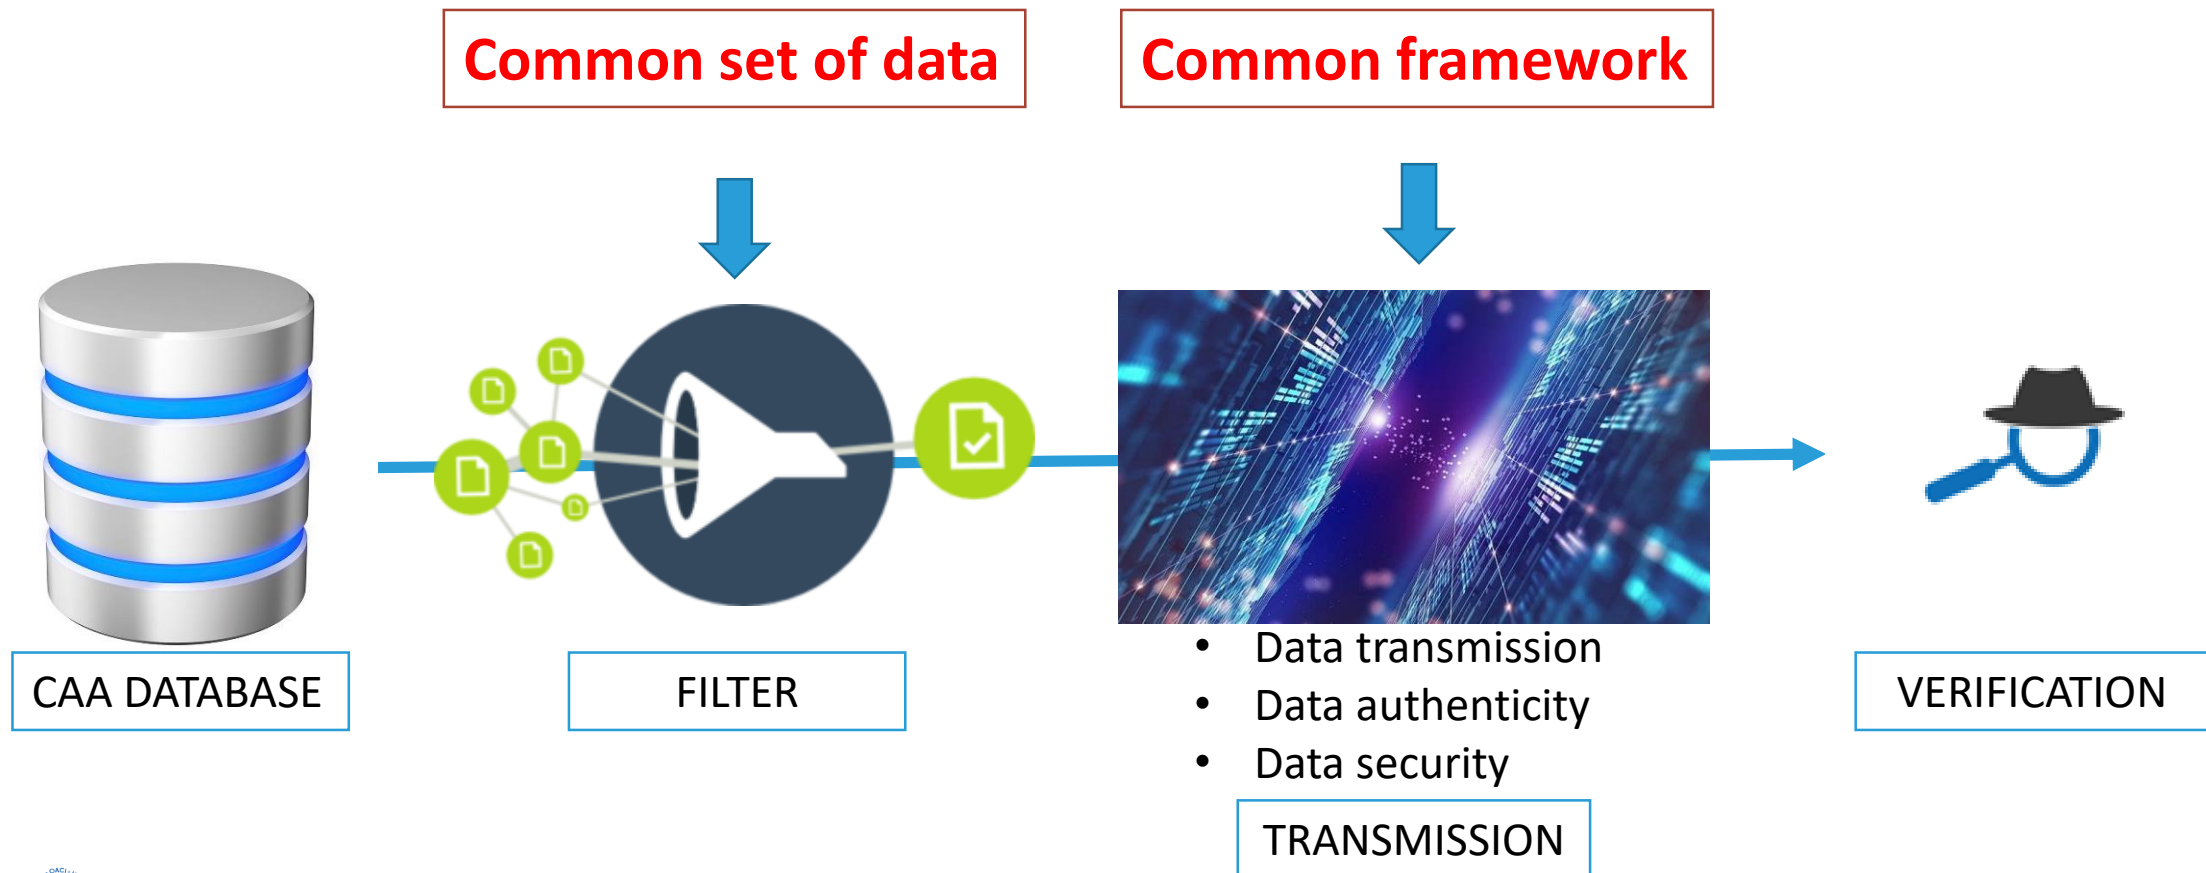 Common set of data
Common framework
CAA DATABASE
FILTER
• Data transmission
• Data authenticity
• Data security
TRANSMISSION
VERIFICATION